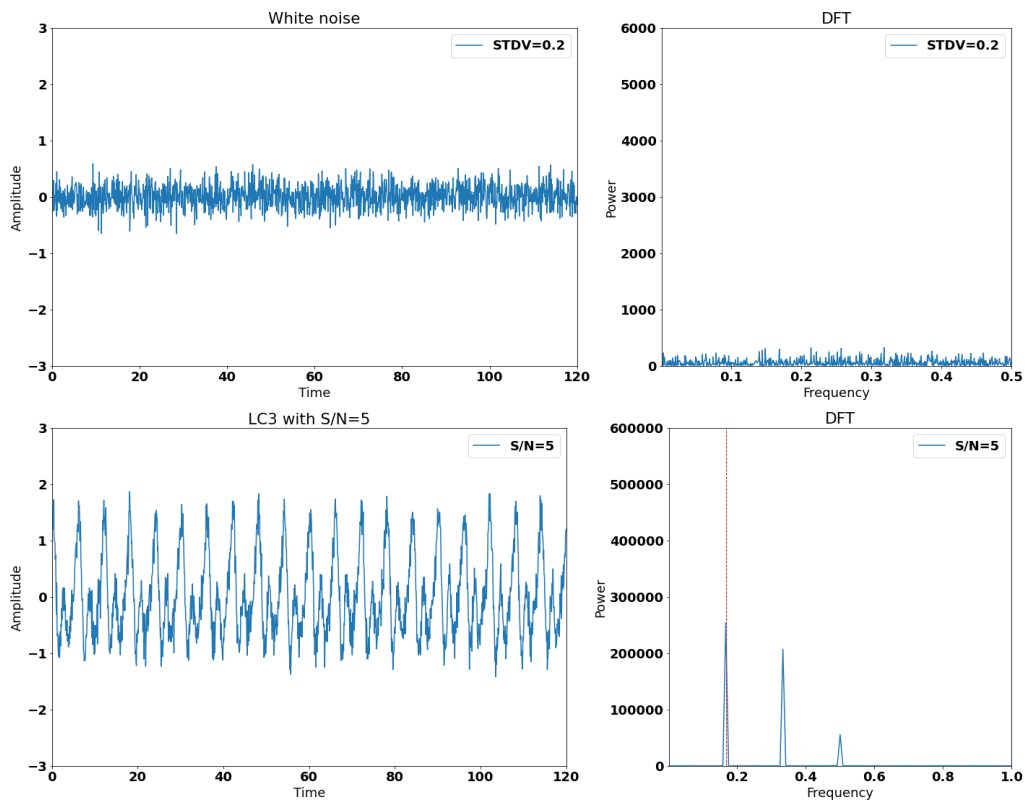 White noise
3
2
1
0
−1
−2
−3
Amplitude
0 20 40 60 80 100 120
Time
STDV=0.2
DFT
6000
5000
4000
3000
2000
1000
0
Power
0.1 0.2 0.3 0.4 0.5
Frequency
STDV=0.2
LC3 with S/N=5
3
2
1
0
−1
−2
−3
Amplitude
0 20 40 60 80 100 120
Time
S/N=5
DFT
600000
500000
400000
300000
200000
100000
0
Power
0.2 0.4 0.6 0.8 1.0
Frequency
S/N=5